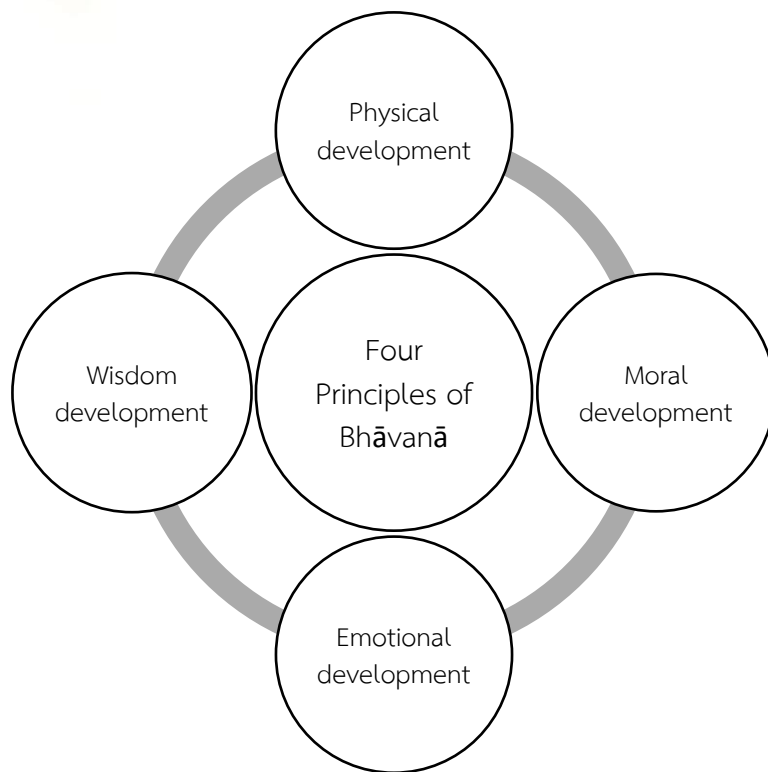 Physical
development
Wisdom
development
Four
Principles of
Bhāvanā
Moral
development
Emotional
development